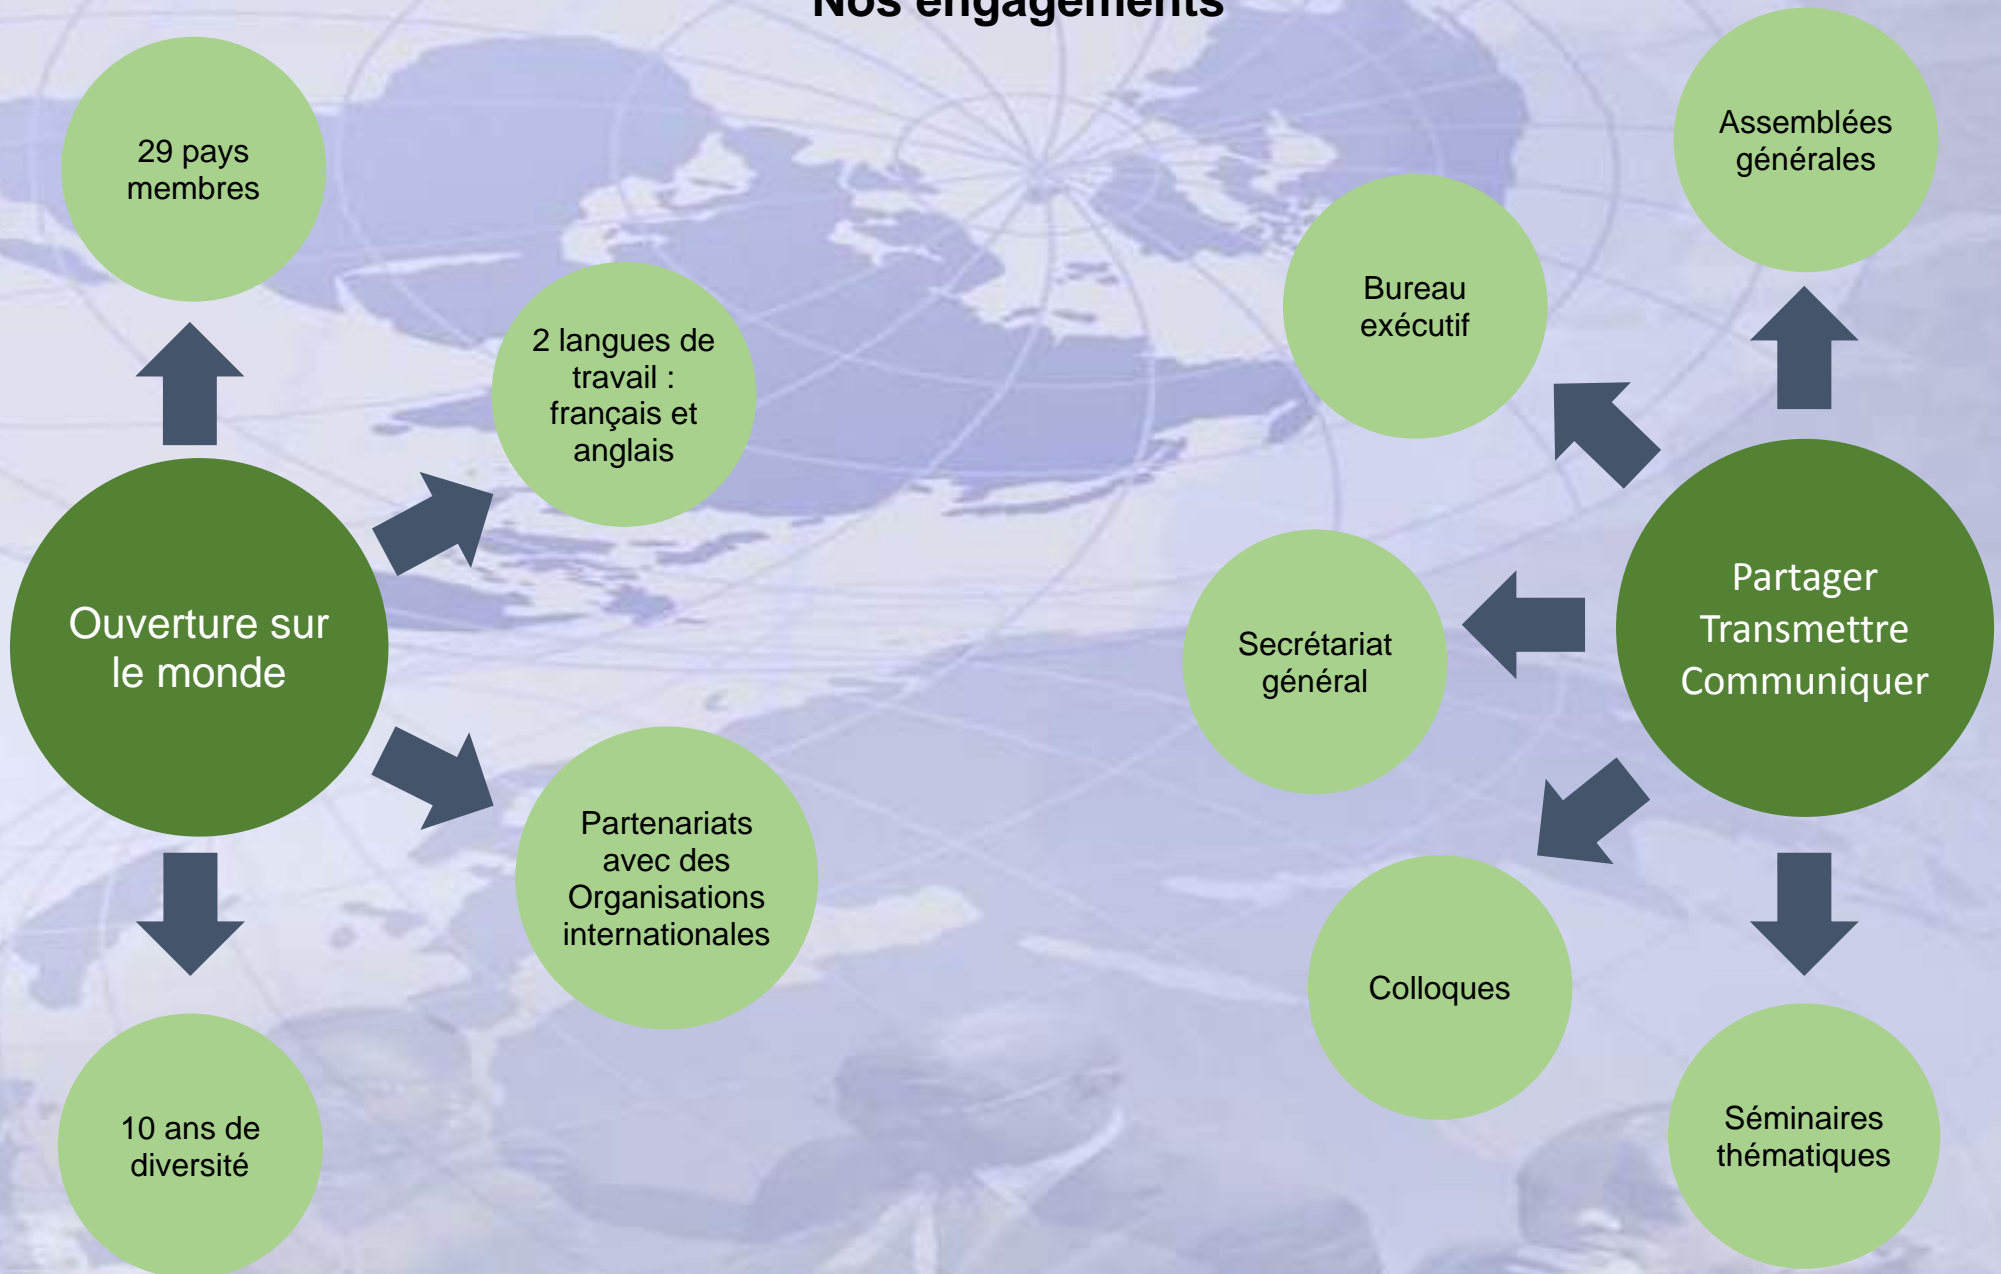 Nos engagements
29 pays
membres
2 langues de
travail :
français et
anglais
Ouverture sur
le monde
Partenariats
avec des
Organisations
internationales
10 ans de
diversité
Assemblées
générales
Bureau
exécutif
Secrétariat
général
Partager
Transmettre
Communiquer
Colloques
Séminaires
thématiques